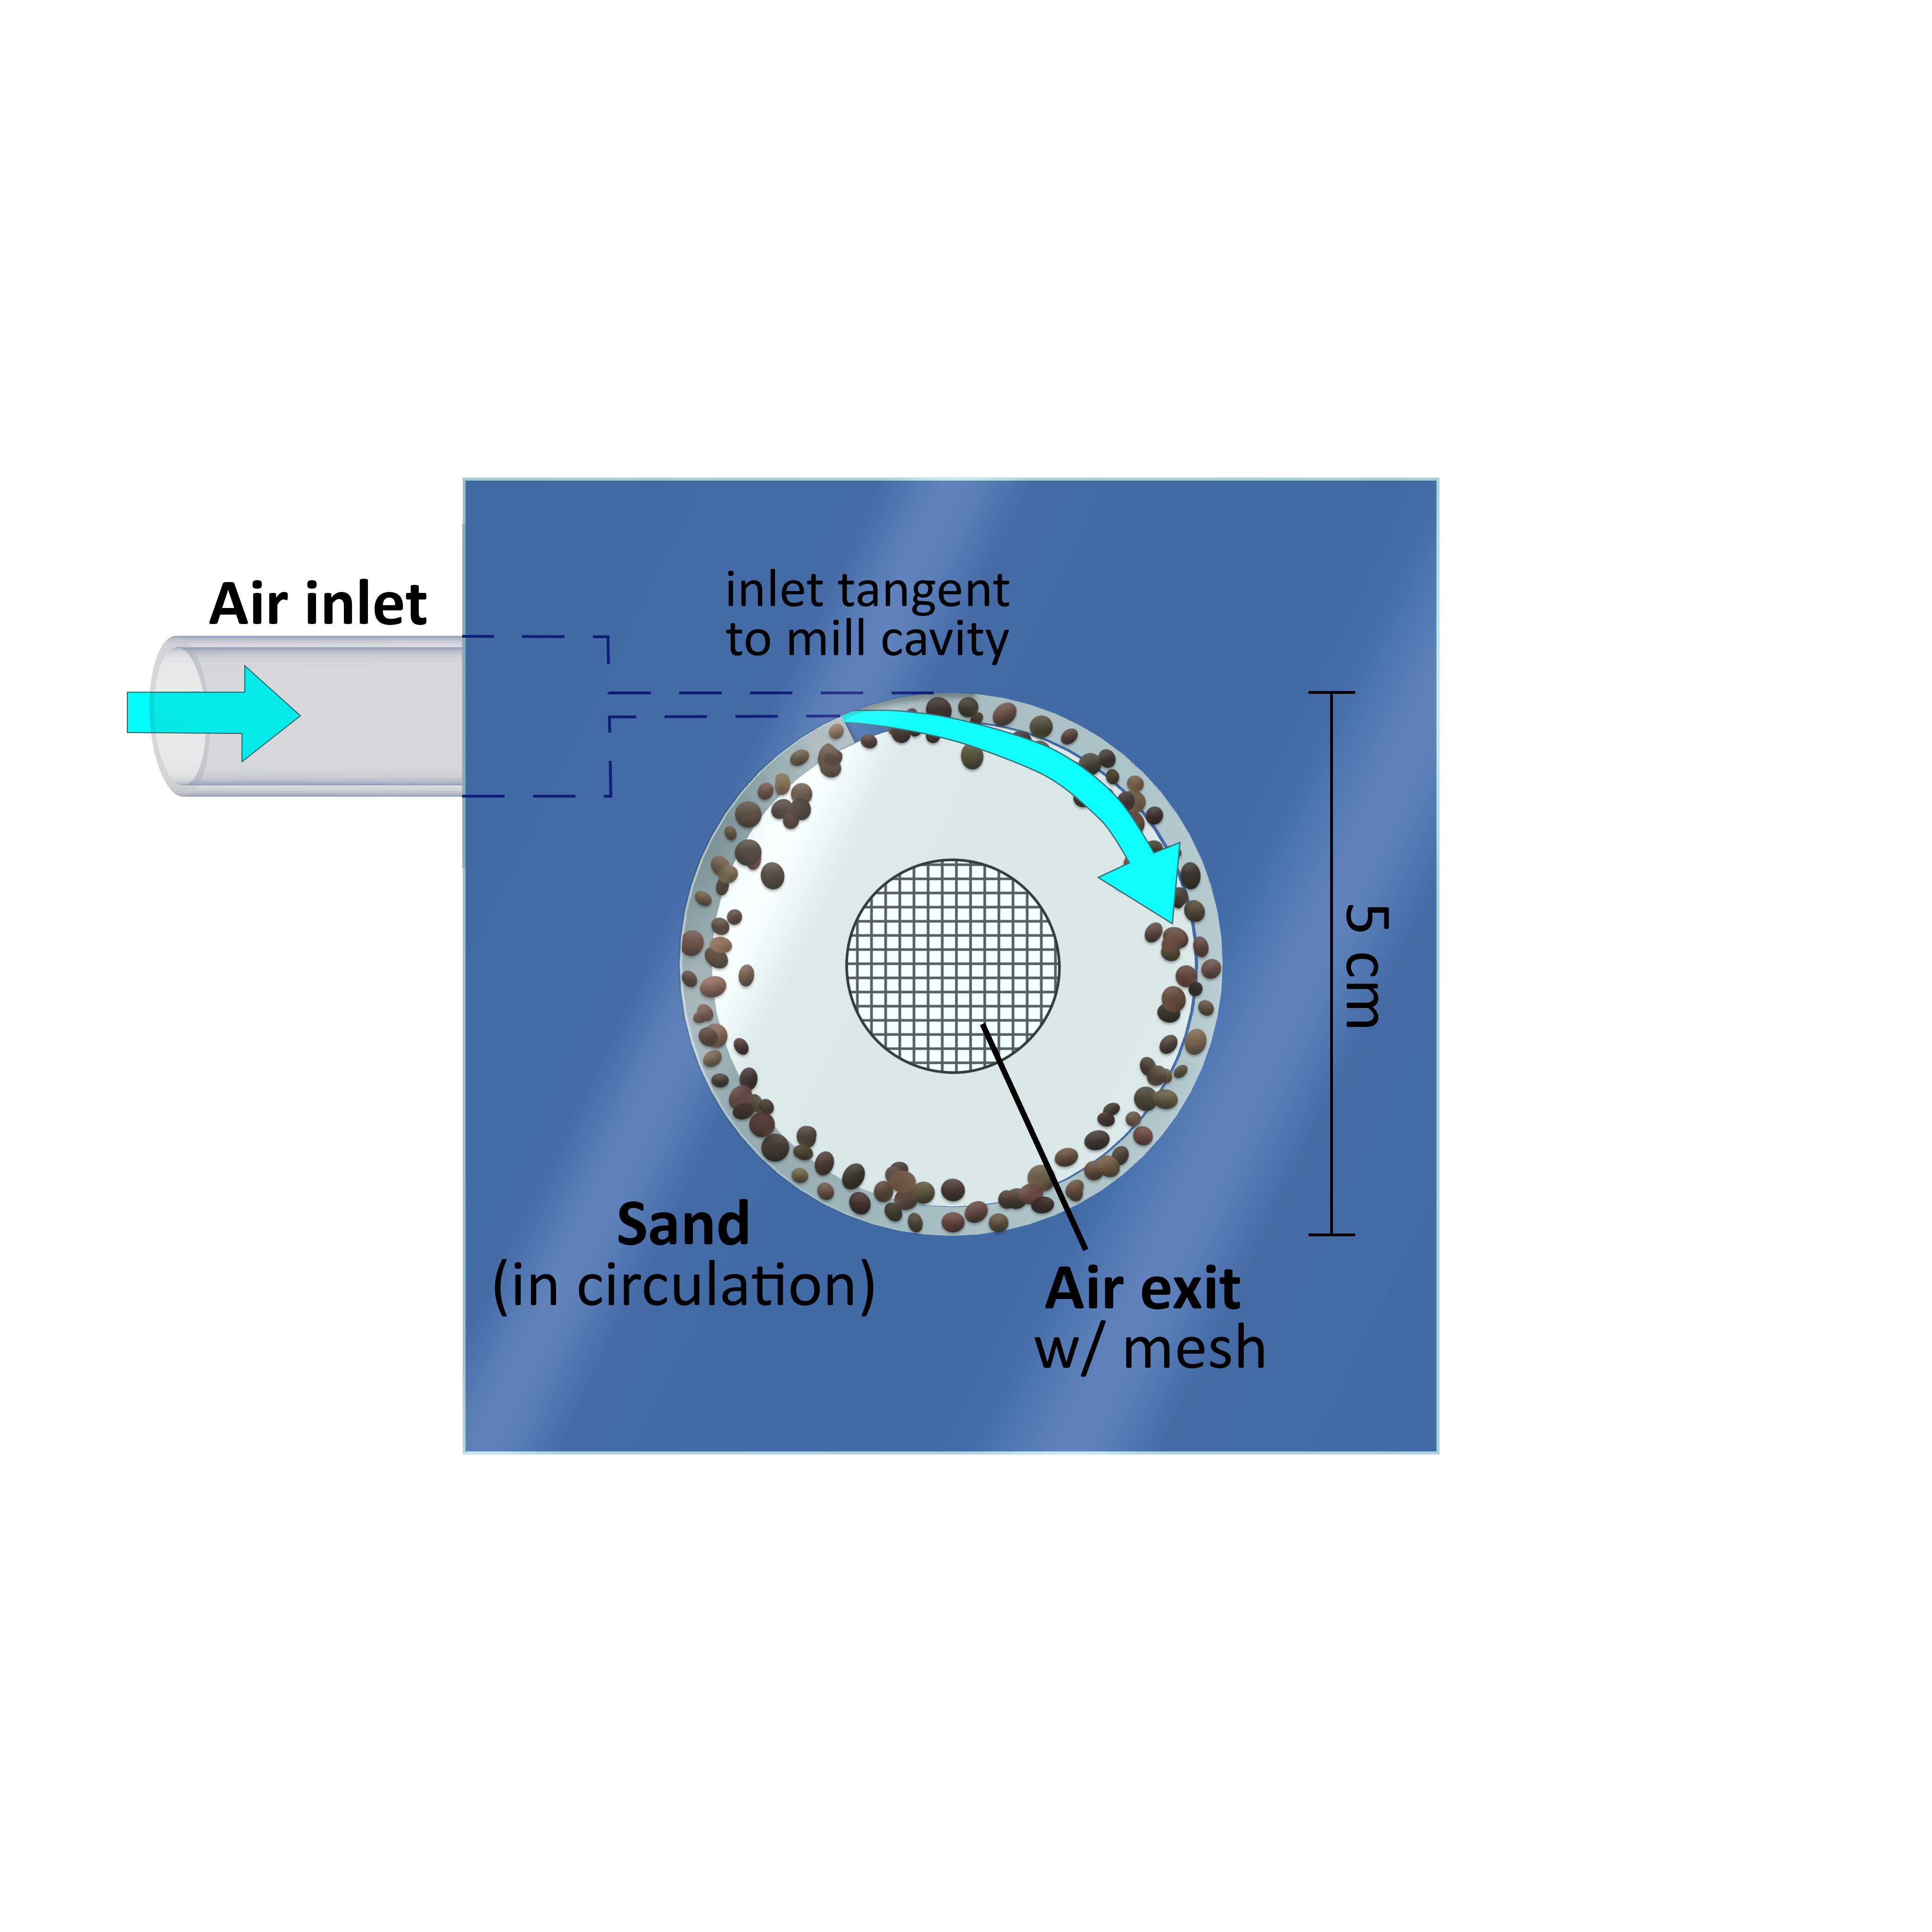 Air inlet
inlet tangent
to mill cavity
5 cm
Sand
(in circulation)
Air exit
w/ mesh